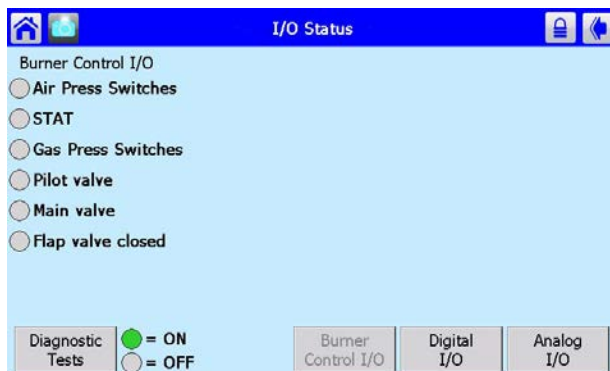 I/O Status
Burner Control I/O
Air Press Switches
STAT
Gas Press Switches
Pilot valve
Main valve
Flap valve closed
Diagnostic
Tests
= ON
= OFF
Burner
Control I/O
Digital
I/O
Analog
I/O